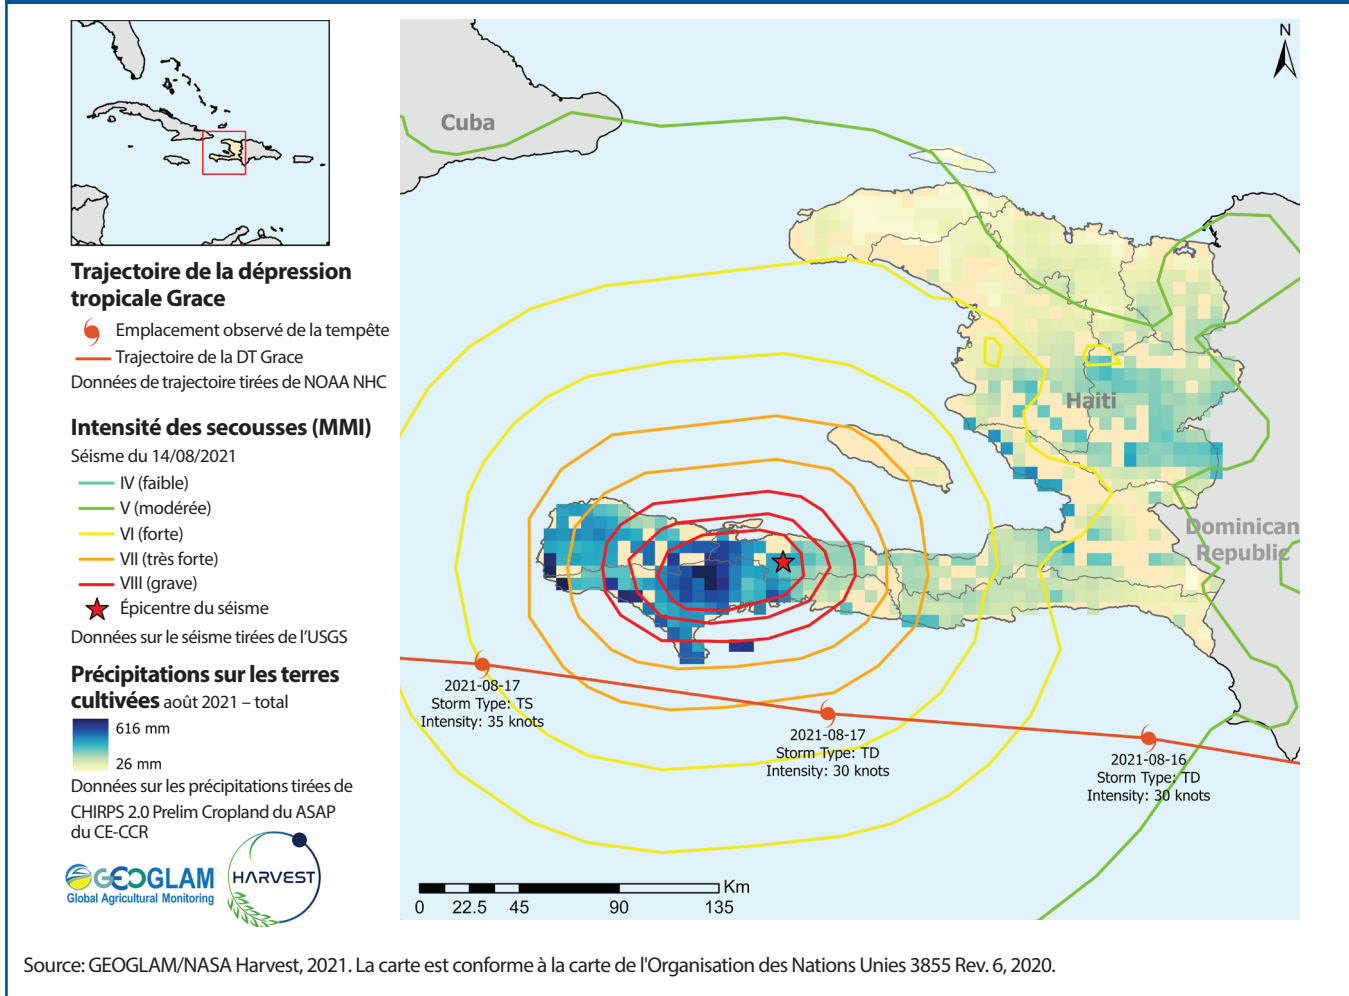 Trajectoire de la dépression
tropicale Grace
Emplacement observé de la tempête
Trajectoire de la DT Grace
Données de trajectoire tirées de NOAA NHC
Intensité des secousses (MMI)
Séisme du 14/08/2021
IV (faible)
V (modérée)
VI (forte)
VII (très forte)
VIII (grave)
Épicentre du séisme
Données sur le séisme tirées de l'USGS
Précipitations sur les terres
cultivées août 2021 – total
616 mm
26 mm
Données sur les précipitations tirées de
CHIRPS 2.0 Prelim Cropland du ASAP
du CE-CCR
GEOGLAM
Global Agricultural Monitoring
HARVEST
N
Cuba
Haiti
Dominican
Republic
2021-08-17
Storm Type: TS
Intensity: 35 knots
2021-08-17
Storm Type: TD
Intensity: 30 knots
2021-08-16
Storm Type: TD
Intensity: 30 knots
Km
0 22.5 45 90 135
Source: GEOGLAM/NASA Harvest, 2021. La carte est conforme à la carte de l'Organisation des Nations Unies 3855 Rev. 6, 2020.